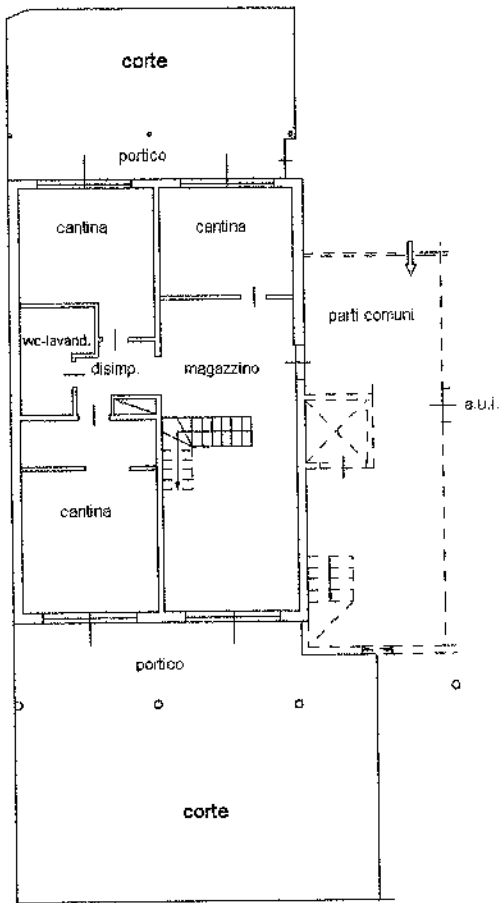 corte
portico
cantina
cantina
parti comuni
wc-lavand.
disimp.
magazzino
a.u.i.
cantina
portico
corte